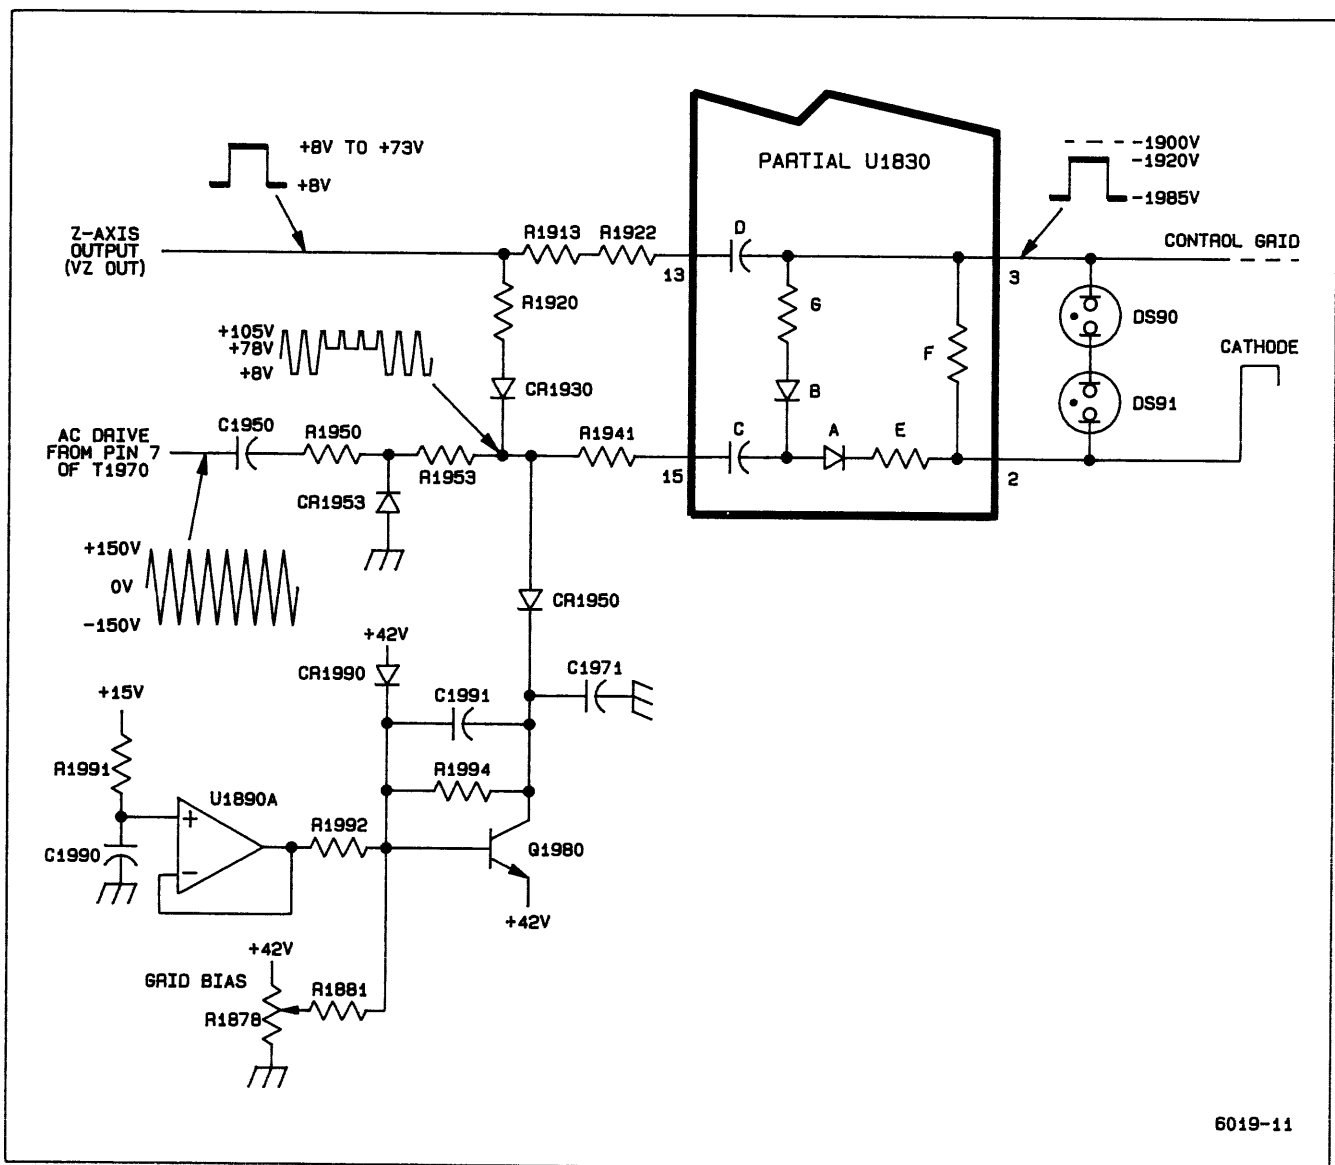 +8V TO +73V
+8V
Z-AXIS
OUTPUT
(VZ OUT)
R1913
R1922
13
D
PARTIAL U1830
-1900V
-1920V
-1985V
CONTROL GRID
3
R1920
G
F
DS90
+105V
+78V
+8V
CATHODE
CR1930
B
DS91
AC DRIVE
FROM PIN 7
OF T1970
C1950
R1950
R1953
R1941
15
C
A
E
2
CR1953
+150V
0V
-150V
CR1950
+42V
CR1990
C1991
C1971
+15V
R1991
R1994
U1890A
+
-
R1992
C1990
Q1980
+42V
+42V
GRID BIAS
R1878
R1881
6019-11